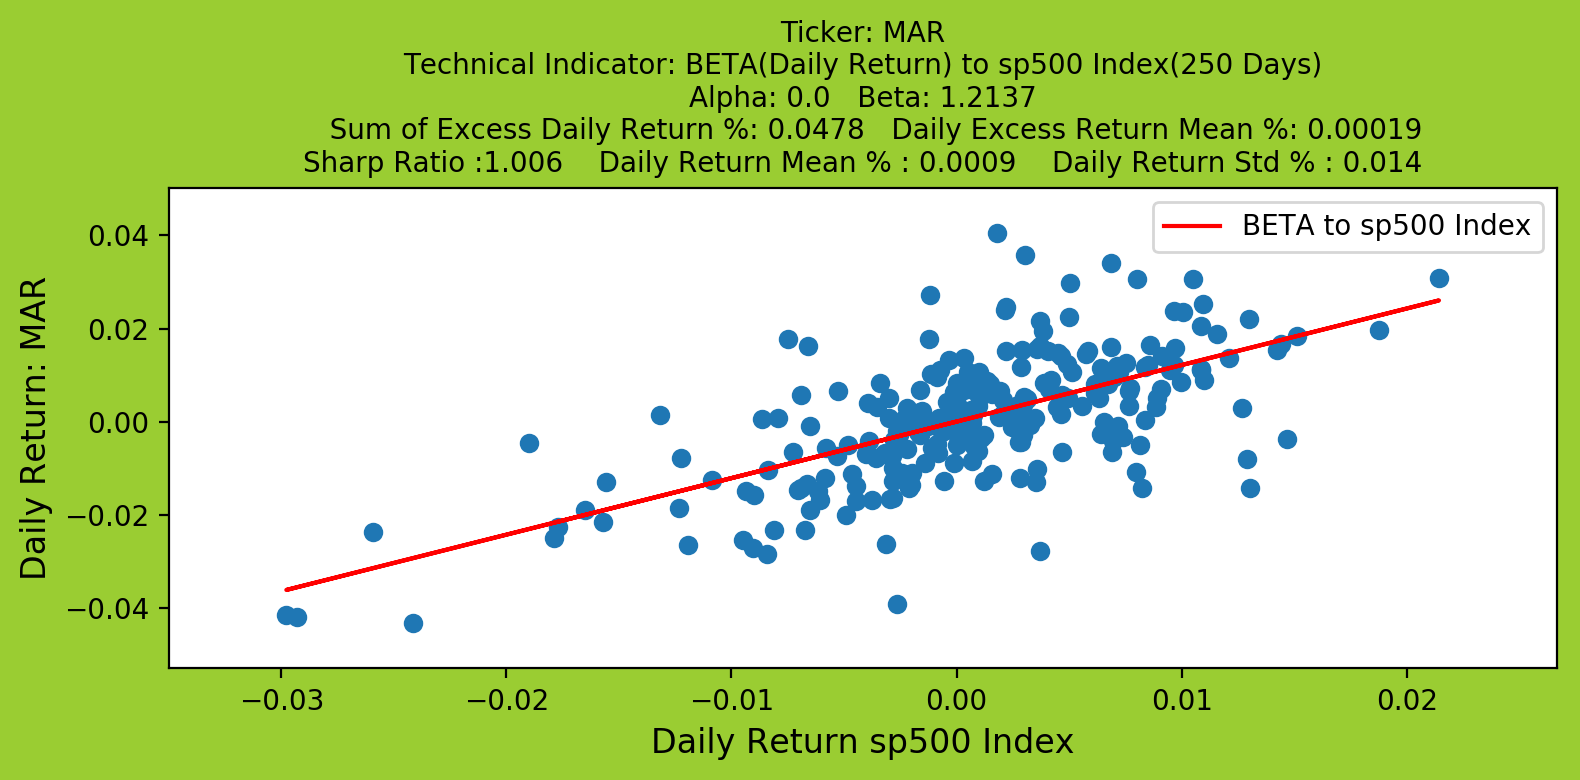 Ticker: MAR
Technical Indicator: BETA(Daily Return) to sp500 Index(250 Days)
Alpha: 0.0   Beta: 1.2137
Sum of Excess Daily Return %: 0.0478   Daily Excess Return Mean %: 0.00019
Sharp Ratio :1.006    Daily Return Mean % : 0.0009    Daily Return Std % : 0.014
BETA to sp500 Index
Daily Return: MAR
0.04
0.02
0.00
−0.02
−0.04
−0.03
−0.02
−0.01
0.00
0.01
0.02
Daily Return sp500 Index